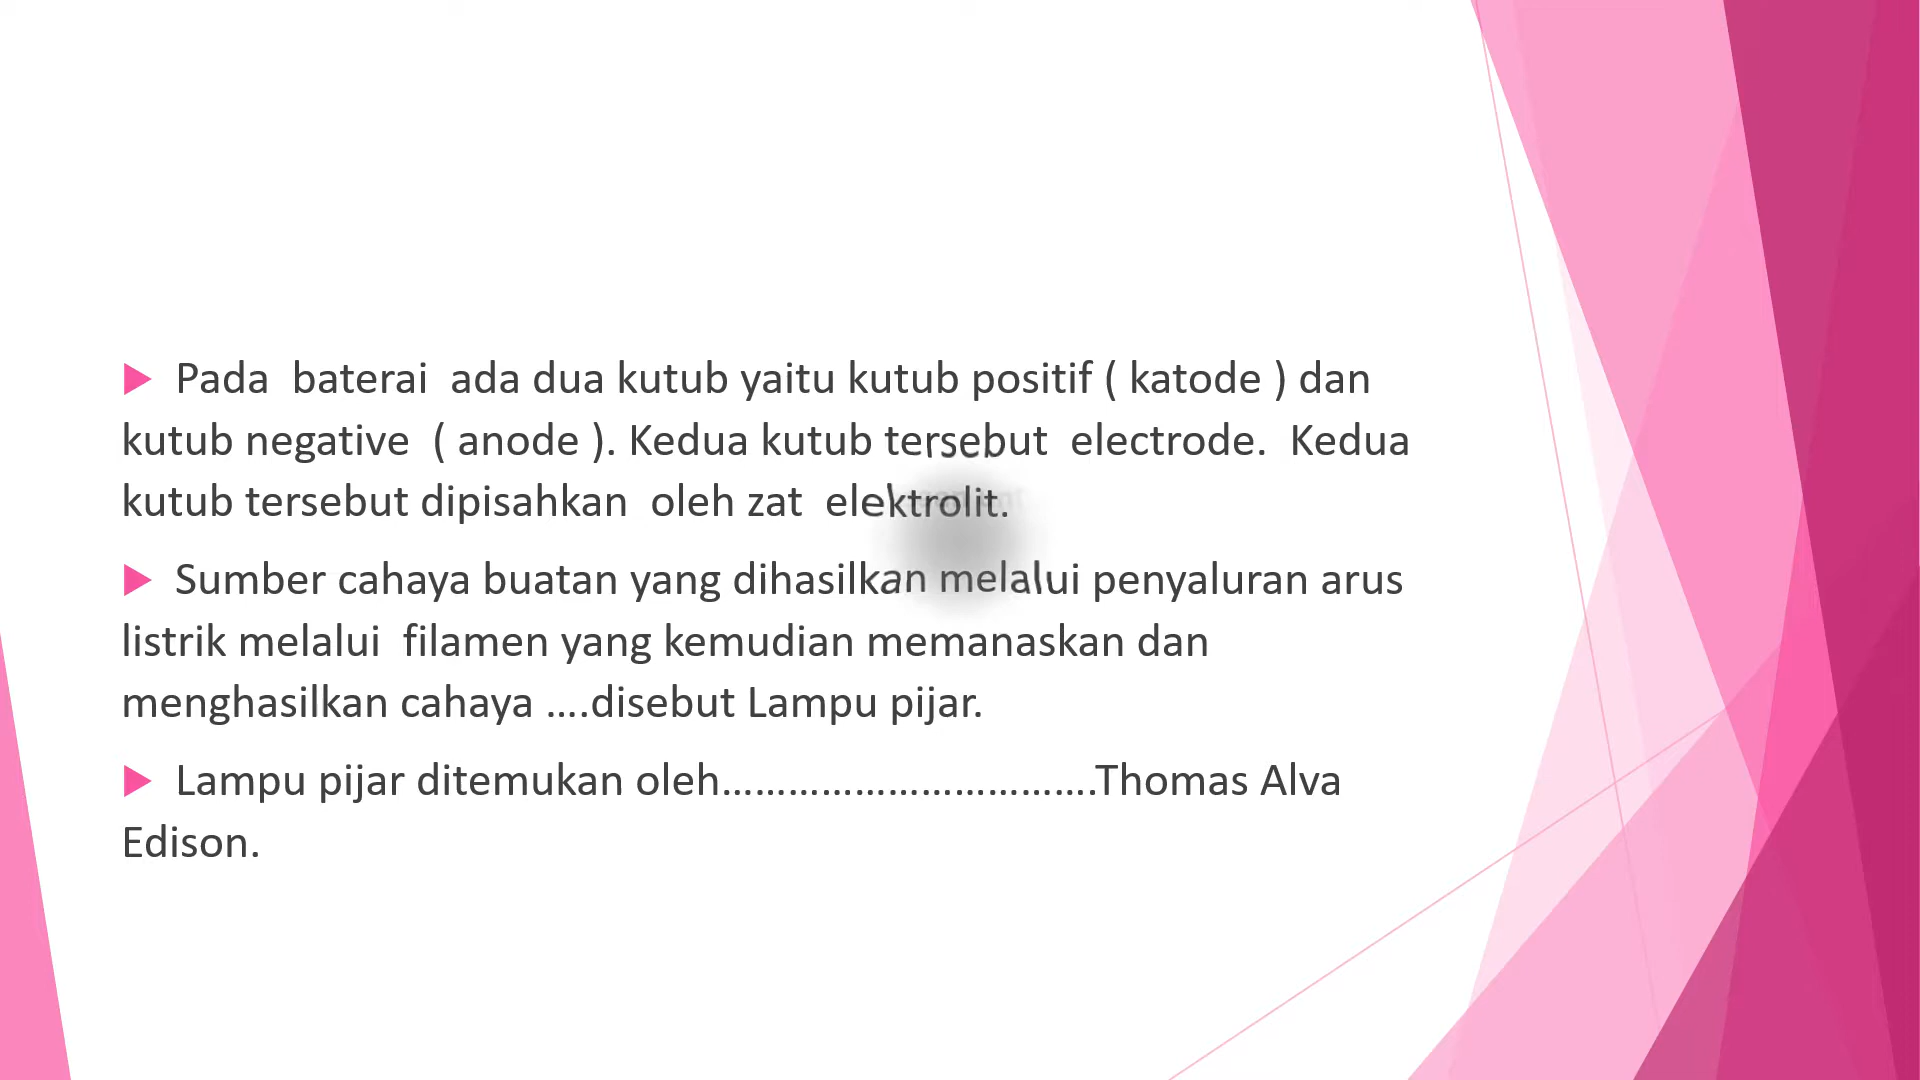 Pada  baterai  ada dua kutub yaitu kutub positif ( katode ) dan
kutub negative  ( anode ). Kedua kutub tersebut  electrode.  Kedua
kutub tersebut dipisahkan  oleh zat  elektrolit.
Sumber cahaya buatan yang dihasilkan melalui penyaluran arus
listrik melalui  filamen yang kemudian memanaskan dan
menghasilkan cahaya ....disebut Lampu pijar.
Lampu pijar ditemukan oleh……………………………..Thomas Alva
Edison.